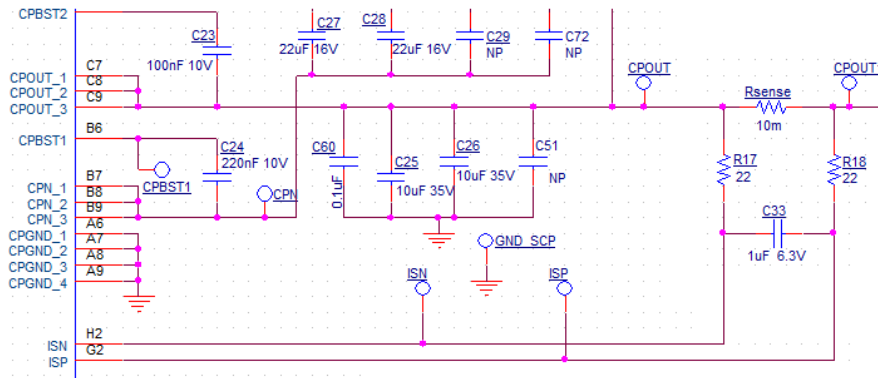 CPBST2
C23
100nF 10V
C27
22uF 16V
C28
22uF 16V
C29
NP
C72
NP
C7
CPOUT_1
C8
CPOUT_2
C9
CPOUT_3
CPOUT
Rsense
10m
CPOUT
B6
CPBST1
C24
220nF 10V
CPBST1
C60
0.1uF
C25
10uF 35V
C26
10uF 35V
C51
NP
R17
22
R18
22
B7
CPN_1
B8
CPN_2
B9
CPN_3
CPN
A6
CPGND_1
A7
CPGND_2
A8
CPGND_3
A9
CPGND_4
C33
1uF 6.3V
GND_SCP
ISN
ISP
H2
ISN
G2
ISP